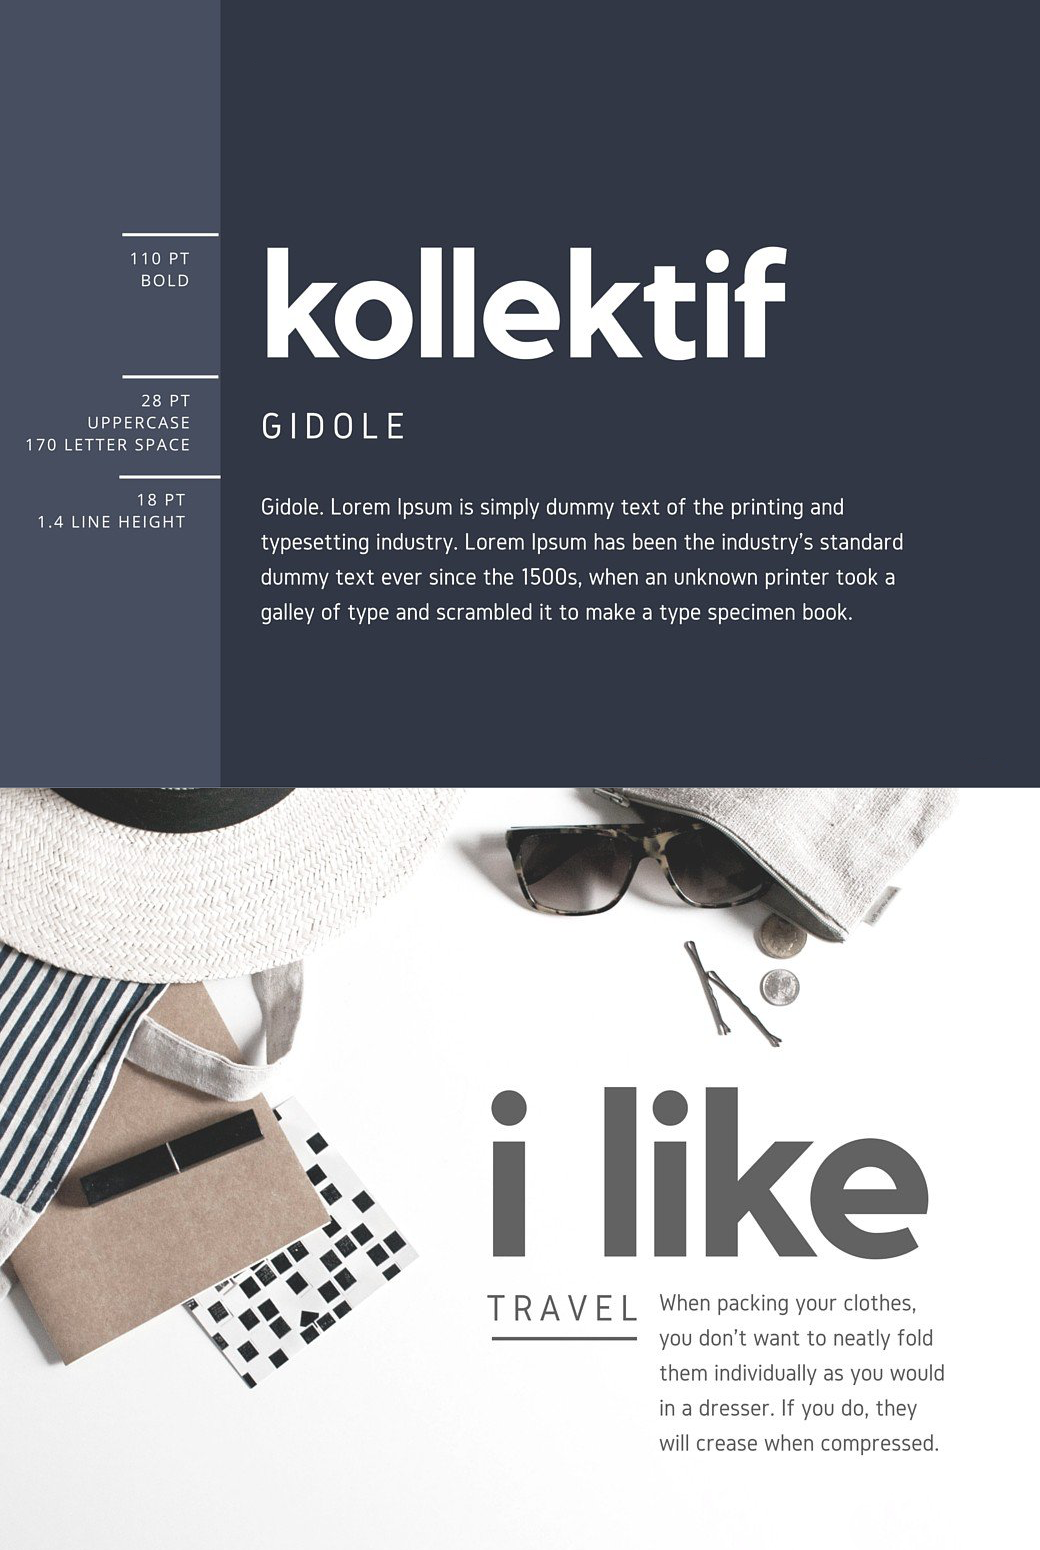 110 PT
BOLD
kollektif
28 PT
UPPERCASE
170 LETTER SPACE
GIDOLE
18 PT
1.4 LINE HEIGHT
Gidole. Lorem Ipsum is simply dummy text of the printing and
typesetting industry. Lorem Ipsum has been the industry’s standard
dummy text ever since the 1500s, when an unknown printer took a
galley of type and scrambled it to make a type specimen book.
i like
TRAVEL
When packing your clothes,
you don’t want to neatly fold
them individually as you would
in a dresser. If you do, they
will crease when compressed.